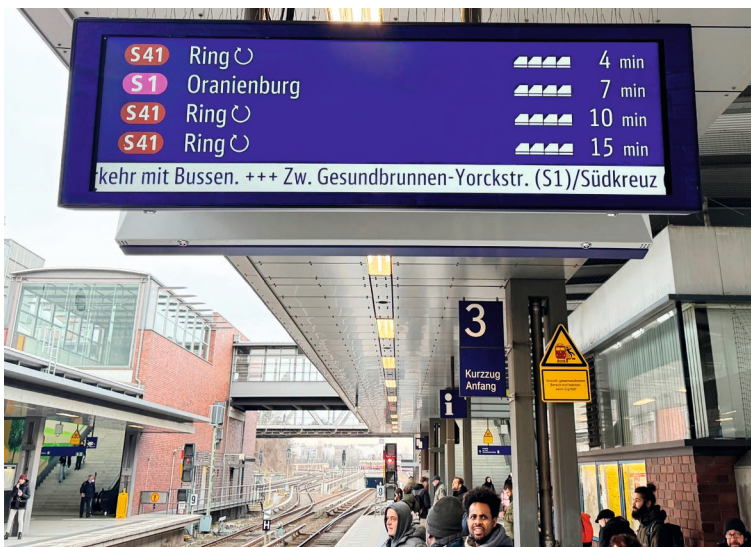 S41 Ring 4 min
S1 Oranienburg 7 min
S41 Ring 10 min
S41 Ring 15 min
rkehr mit Bussen. +++ Zw. Gesundbrunnen-Yorckstr. (S1)/Südkreuz
3
Kurzzug
Anfang
i
H